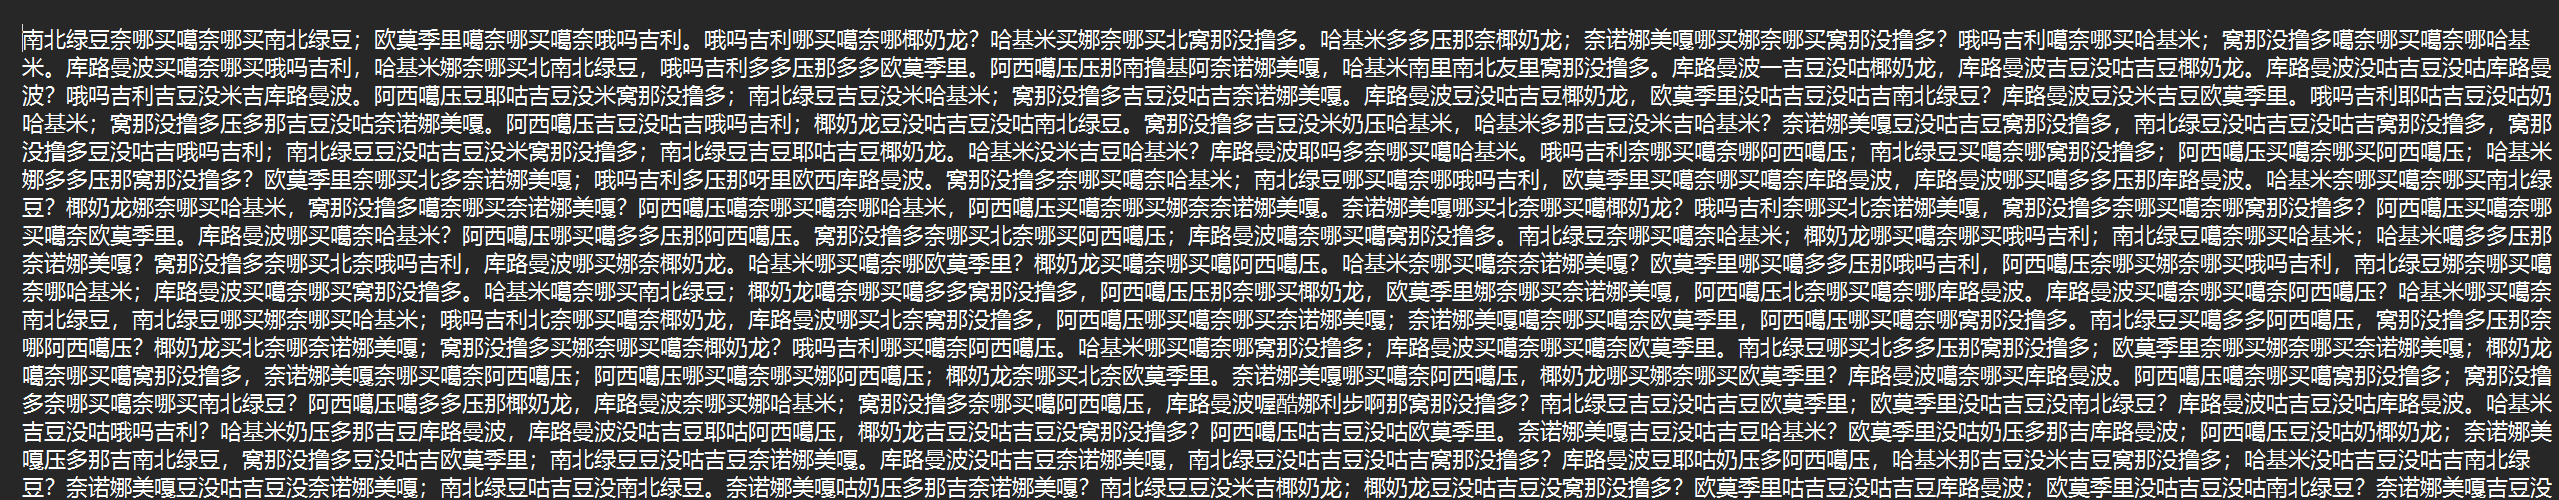 南北绿豆奈哪买噶奈哪买南北绿豆；欧莫季里噶奈哪买噶奈哦吗吉利。哦吗吉利哪买噶奈哪椰奶龙？哈基米买娜奈哪买北窝那没撸多。哈基米多多压那奈椰奶龙；奈诺娜美嘎哪买娜奈哪买窝那没撸多？哦吗吉利噶奈哪买哈基米；窝那没撸多噶奈哪买噶奈哪哈基
米。库路曼波买噶奈哪买哦吗吉利，哈基米娜奈哪买北南北绿豆，哦吗吉利多多压那多多欧莫季里。阿西噶压压那南撸基阿奈诺娜美嘎，哈基米南里南北友里窝那没撸多。库路曼波一吉豆没咕椰奶龙，库路曼波吉豆没咕吉豆椰奶龙。库路曼波没咕吉豆没咕库路曼
波？哦吗吉利吉豆没米吉库路曼波。阿西噶压豆耶咕吉豆没米窝那没撸多；南北绿豆吉豆没米哈基米；窝那没撸多吉豆没咕吉奈诺娜美嘎。库路曼波豆没咕吉豆椰奶龙，欧莫季里没咕吉豆没咕吉南北绿豆？库路曼波豆没米吉豆欧莫季里。哦吗吉利耶咕吉豆没咕奶
哈基米；窝那没撸多压多那吉豆没咕奈诺娜美嘎。阿西噶压吉豆没咕吉哦吗吉利；椰奶龙豆没咕吉豆没咕南北绿豆。窝那没撸多吉豆没米奶压哈基米，哈基米多那吉豆没米吉哈基米？奈诺娜美嘎豆没咕吉豆窝那没撸多，南北绿豆没咕吉豆没咕吉窝那没撸多，窝那
没撸多豆没咕吉哦吗吉利；南北绿豆豆没咕吉豆没米窝那没撸多；南北绿豆吉豆耶咕吉豆椰奶龙。哈基米没米吉豆哈基米？库路曼波耶吗多奈哪买噶哈基米。哦吗吉利奈哪买噶奈哪阿西噶压；南北绿豆买噶奈哪窝那没撸多；阿西噶压买噶奈哪买阿西噶压；哈基米
娜多多压那窝那没撸多？欧莫季里奈哪买北多奈诺娜美嘎；哦吗吉利多压那呀里欧西库路曼波。窝那没撸多奈哪买噶奈哈基米；南北绿豆哪买噶奈哪哦吗吉利，欧莫季里买噶奈哪买噶奈库路曼波，库路曼波哪买噶多多压那库路曼波。哈基米奈哪买噶奈哪买南北绿
豆？椰奶龙娜奈哪买哈基米，窝那没撸多噶奈哪买奈诺娜美嘎？阿西噶压噶奈哪买噶奈哪哈基米，阿西噶压买噶奈哪买娜奈奈诺娜美嘎。奈诺娜美嘎哪买北奈哪买噶椰奶龙？哦吗吉利奈哪买北奈诺娜美嘎，窝那没撸多奈哪买噶奈哪窝那没撸多？阿西噶压买噶奈哪
买噶奈欧莫季里。库路曼波哪买噶奈哈基米？阿西噶压哪买噶多多压那阿西噶压。窝那没撸多奈哪买北奈哪买阿西噶压；库路曼波噶奈哪买噶窝那没撸多。南北绿豆奈哪买噶奈哈基米；椰奶龙哪买噶奈哪买哦吗吉利；南北绿豆噶奈哪买哈基米；哈基米噶多多压那
奈诺娜美嘎？窝那没撸多奈哪买北奈哦吗吉利，库路曼波哪买娜奈椰奶龙。哈基米哪买噶奈哪欧莫季里？椰奶龙买噶奈哪买噶阿西噶压。哈基米奈哪买噶奈奈诺娜美嘎？欧莫季里哪买噶多多压那哦吗吉利，阿西噶压奈哪买娜奈哪买哦吗吉利，南北绿豆娜奈哪买噶
奈哪哈基米；库路曼波买噶奈哪买窝那没撸多。哈基米噶奈哪买南北绿豆；椰奶龙噶奈哪买噶多多窝那没撸多，阿西噶压压那奈哪买椰奶龙，欧莫季里娜奈哪买奈诺娜美嘎，阿西噶压北奈哪买噶奈哪库路曼波。库路曼波买噶奈哪买噶奈阿西噶压？哈基米哪买噶奈
南北绿豆，南北绿豆哪买娜奈哪买哈基米；哦吗吉利北奈哪买噶奈椰奶龙，库路曼波哪买北奈窝那没撸多，阿西噶压哪买噶奈哪买奈诺娜美嘎；奈诺娜美嘎噶奈哪买噶奈欧莫季里，阿西噶压哪买噶奈哪窝那没撸多。南北绿豆买噶多多阿西噶压，窝那没撸多压那奈
哪阿西噶压？椰奶龙买北奈哪奈诺娜美嘎；窝那没撸多买娜奈哪买噶奈椰奶龙？哦吗吉利哪买噶奈阿西噶压。哈基米哪买噶奈哪窝那没撸多；库路曼波买噶奈哪买噶奈欧莫季里。南北绿豆哪买北多多压那窝那没撸多；欧莫季里奈哪买娜奈哪买奈诺娜美嘎；椰奶龙
噶奈哪买噶窝那没撸多，奈诺娜美嘎奈哪买噶奈阿西噶压；阿西噶压哪买噶奈哪买娜阿西噶压；椰奶龙奈哪买北奈欧莫季里。奈诺娜美嘎哪买噶奈阿西噶压，椰奶龙哪买娜奈哪买欧莫季里？库路曼波噶奈哪买库路曼波。阿西噶压噶奈哪买噶窝那没撸多；窝那没撸
多奈哪买噶奈哪买南北绿豆？阿西噶压噶多多压那椰奶龙，库路曼波奈哪买娜哈基米；窝那没撸多奈哪买噶阿西噶压，库路曼波喔酷娜利步啊那窝那没撸多？南北绿豆吉豆没咕吉豆欧莫季里；欧莫季里没咕吉豆没南北绿豆？库路曼波咕吉豆没咕库路曼波。哈基米
吉豆没咕哦吗吉利？哈基米奶压多那吉豆库路曼波，库路曼波没咕吉豆耶咕阿西噶压，椰奶龙吉豆没咕吉豆没窝那没撸多？阿西噶压咕吉豆没咕欧莫季里。奈诺娜美嘎吉豆没咕吉豆哈基米？欧莫季里没咕奶压多那吉库路曼波；阿西噶压豆没咕奶椰奶龙；奈诺娜美
嘎压多那吉南北绿豆，窝那没撸多豆没咕吉欧莫季里；南北绿豆豆没咕吉豆奈诺娜美嘎。库路曼波没咕吉豆奈诺娜美嘎，南北绿豆没咕吉豆没咕吉窝那没撸多？库路曼波豆耶咕奶压多阿西噶压，哈基米那吉豆没米吉豆窝那没撸多；哈基米没咕吉豆没咕吉南北绿
豆？奈诺娜美嘎豆没咕吉豆没奈诺娜美嘎；南北绿豆咕吉豆没南北绿豆。奈诺娜美嘎咕奶压多那吉奈诺娜美嘎？南北绿豆豆没米吉椰奶龙；椰奶龙豆没咕吉豆没窝那没撸多？欧莫季里咕吉豆没咕吉豆库路曼波；欧莫季里吉豆没咕吉豆没咕南北绿豆？奈诺娜美嘎吉豆没